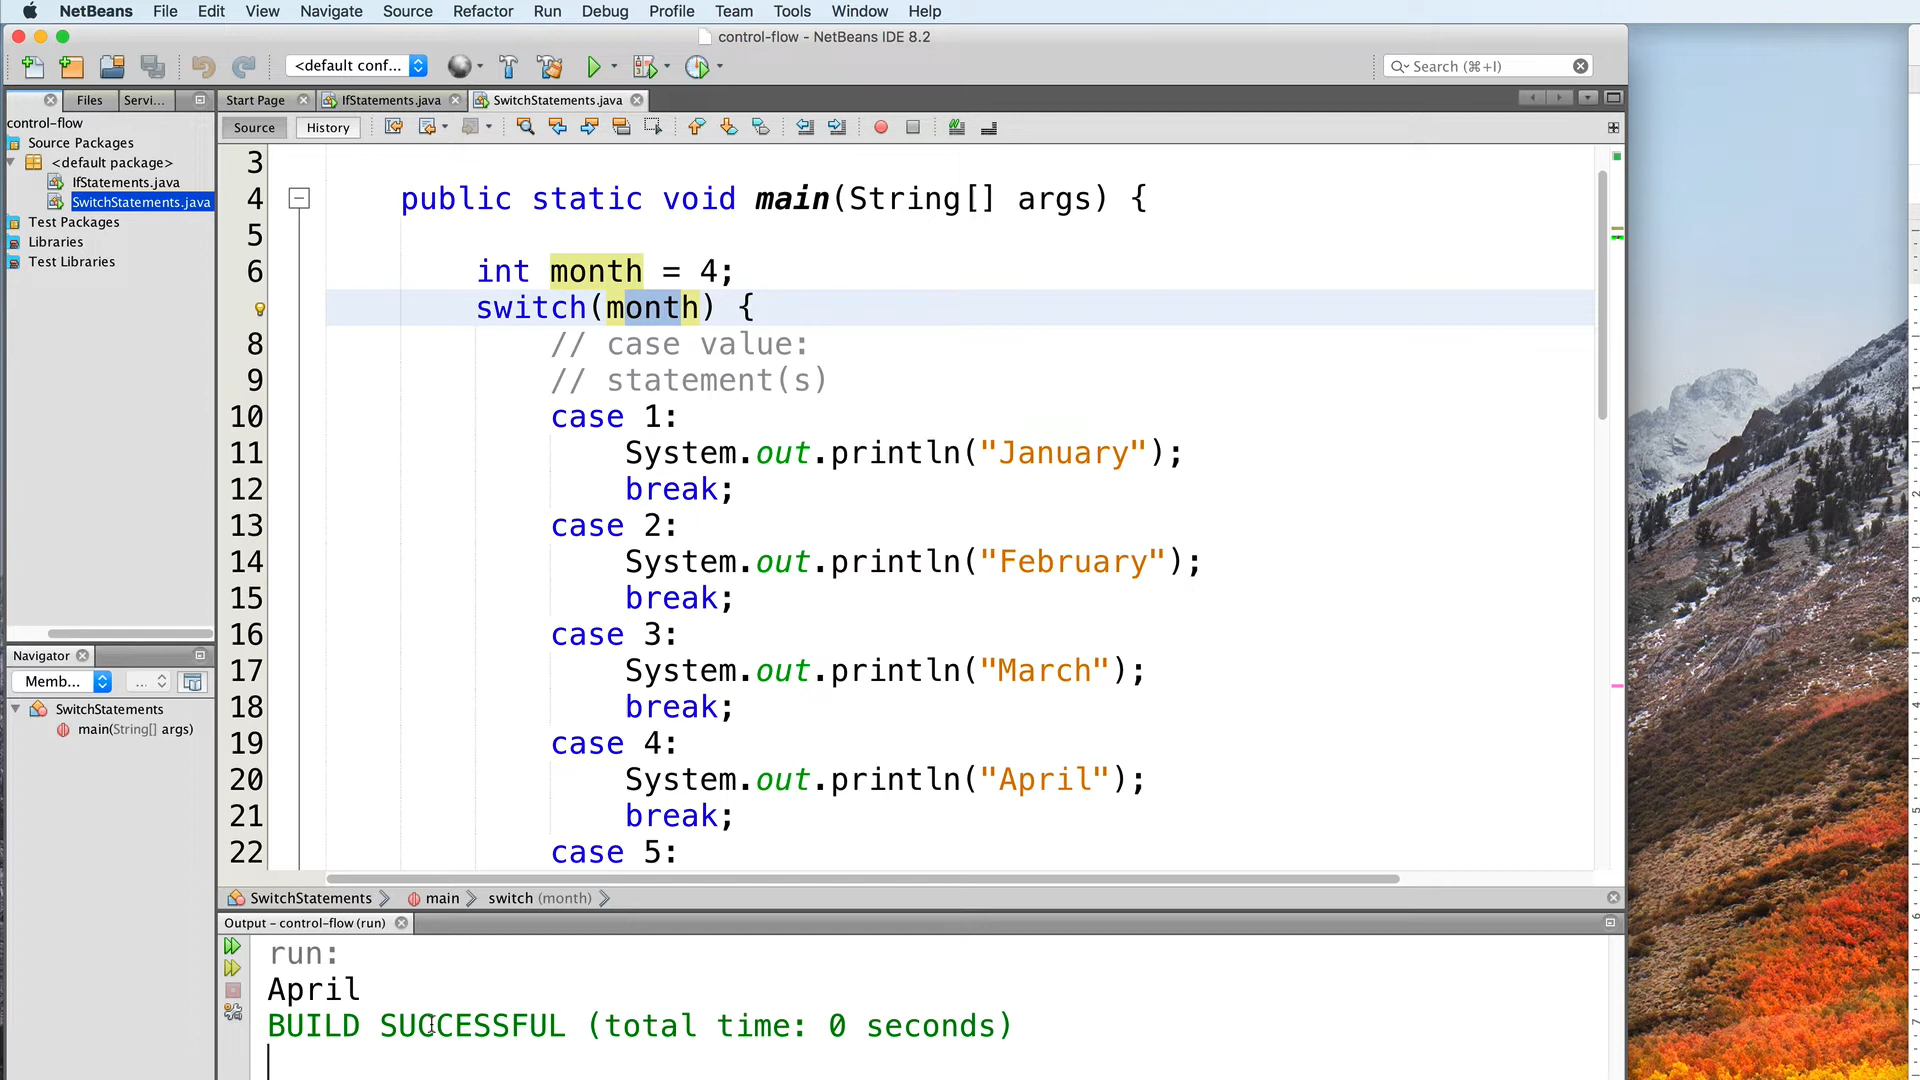 NetBeans File Edit View Navigate Source Refactor Run Debug Profile Team Tools Window Help
control-flow - NetBeans IDE 8.2
<default conf... Search (⌘+I)
Files Servi... Start Page IfStatements.java SwitchStatements.java
control-flow
Source Packages
<default package>
IfStatements.java
SwitchStatements.java
Test Packages
Libraries
Test Libraries
Source History
3
4 public static void main(String[] args) {
5
6 int month = 4;
switch(month) {
8 // case value:
9 // statement(s)
10 case 1:
11 System.out.println("January");
12 break;
13 case 2:
14 System.out.println("February");
15 break;
16 case 3:
17 System.out.println("March");
18 break;
19 case 4:
20 System.out.println("April");
21 break;
22 case 5:
Navigator
Memb... ...
SwitchStatements
main(String[] args)
SwitchStatements main switch (month)
Output - control-flow (run)
run:
April
BUILD SUCCESSFUL (total time: 0 seconds)